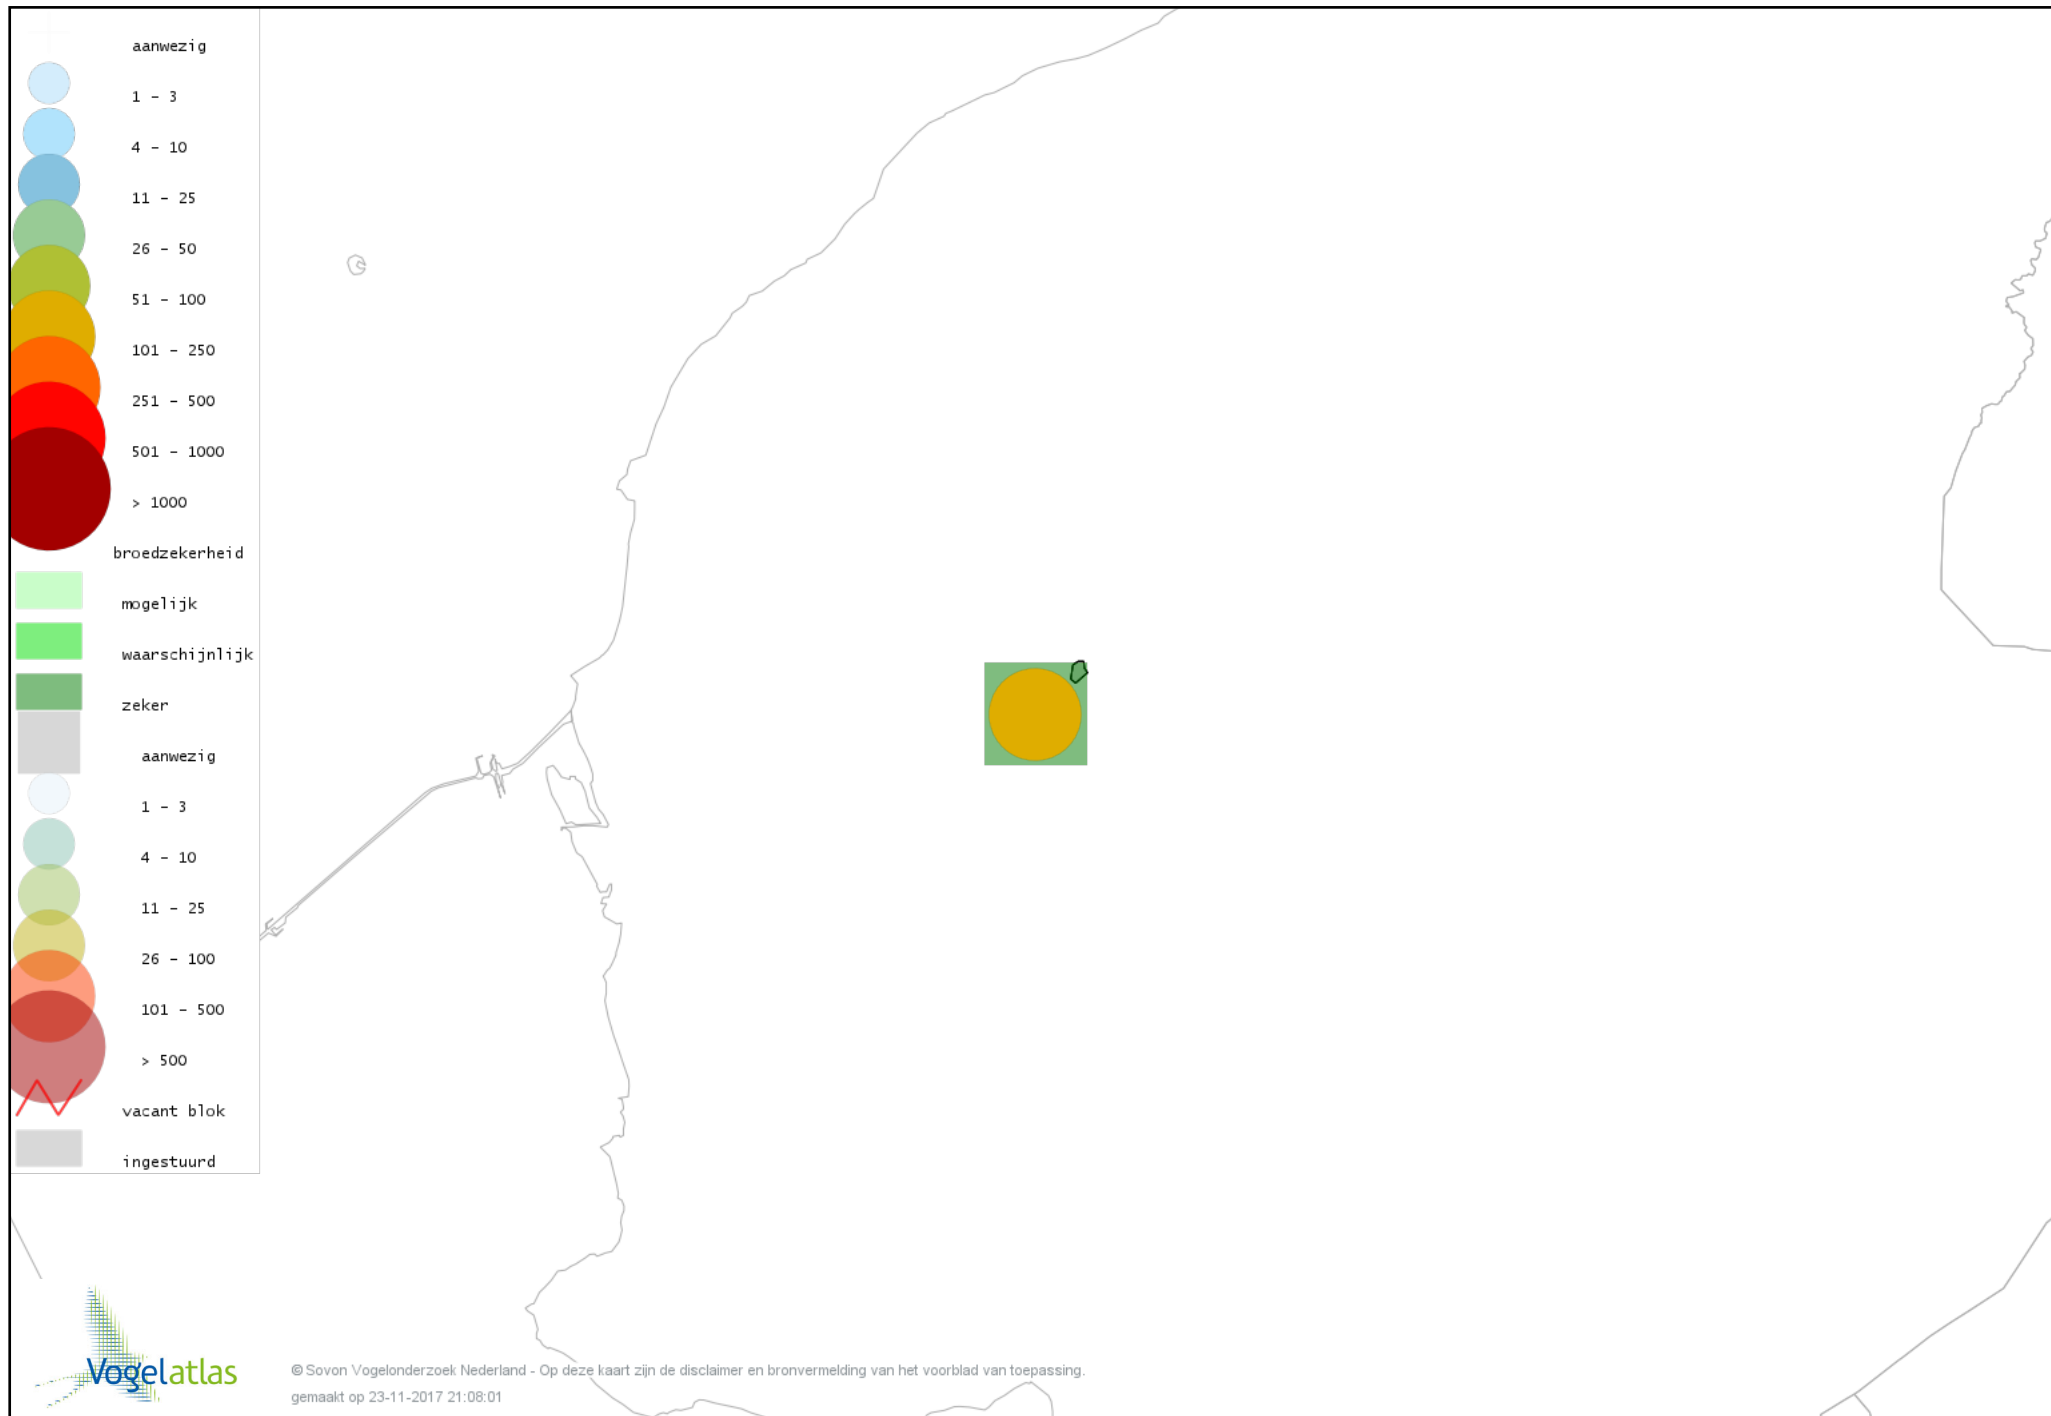 aanwezig
1 - 3
4 - 10
11 - 25
26 - 50
51 - 100
101 - 250
251 - 500
501 - 1000
> 1000
broedzekerheid
mogelijk
waarschijnlijk
zeker
aanwezig
1 - 3
4 - 10
11 - 25
26 - 100
101 - 500
> 500
vacant blok
ingestuurd
Vogelatlas
© Sovon Vogelonderzoek Nederland - Op deze kaart zijn de disclaimer en bronvermelding van het voorblad van toepassing.
gemaakt op 23-11-2017 21:08:01